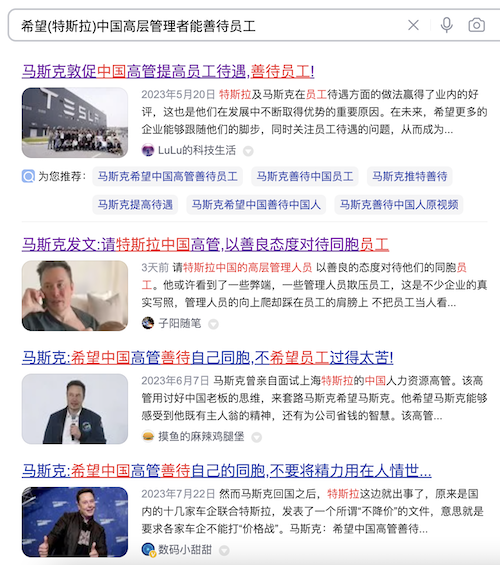 希望(特斯拉)中国高层管理者能善待员工
马斯克敦促中国高管提高员工待遇,善待员工!
TESLA
2023年5月20日 特斯拉及马斯克在员工待遇方面的做法赢得了业内的好
评，这也是他们在发展中不断取得优势的重要原因。在未来，希望更多的
企业能够跟随他们的脚步，同时关注员工待遇的问题，从而成为...
LuLu的科技生活
为您推荐：
马斯克希望中国高管善待员工
马斯克善待中国员工
马斯克推特善待
马斯克提高待遇
马斯克希望中国善待中国人
马斯克善待中国人原视频
马斯克发文:请特斯拉中国高管,以善良态度对待同胞员工
3天前 请特斯拉中国的高层管理人员 以善良的态度对待他们的同胞员
工。他或许看到了一些弊端，一些管理人员欺压员工，这是不少企业的真
实写照，管理人员的向上爬却踩在员工的肩膀上 不把员工当人看...
子阳随笔
马斯克:希望中国高管善待自己同胞,不希望员工过得太苦!
2023年6月7日 马斯克曾亲自面试上海特斯拉的中国人力资源高管。该高
管用讨好中国老板的思维，来套路马斯克希望马斯克。他希望马斯克能够
感受到他既有主人翁的精神，还有为公司省钱的智慧。该高管...
摸鱼的麻辣鸡腿堡
马斯克:希望中国高管善待自己的同胞,不要将精力用在人情世...
2023年7月22日 然而马斯克回国之后，特斯拉这边就出事了，原来是国
内的十几家车企联合特斯拉，发表了一个所谓“不降价”的文件，意思就是
要求各家车企不能打“价格战”。马斯克：希望中国高管善待...
数码小甜甜